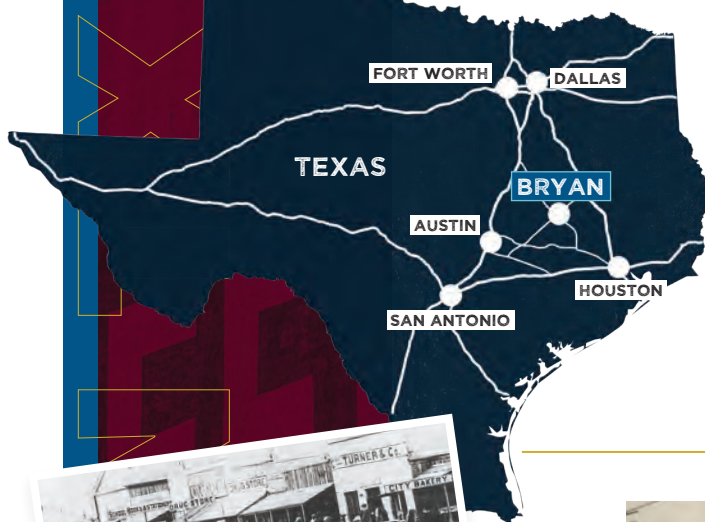 FORT WORTH
DALLAS
TEXAS
BRYAN
AUSTIN
HOUSTON
SAN ANTONIO
TURNER & Co.
DRUG STORE
CITY BAKERY